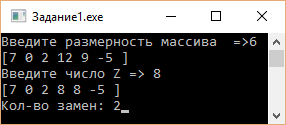 Задание1.exe
Введите размерность массива  =>6
[7 0 2 12 9 -5 ]
Введите число Z => 8
[7 0 2 8 8 -5 ]
Кол-во замен: 2